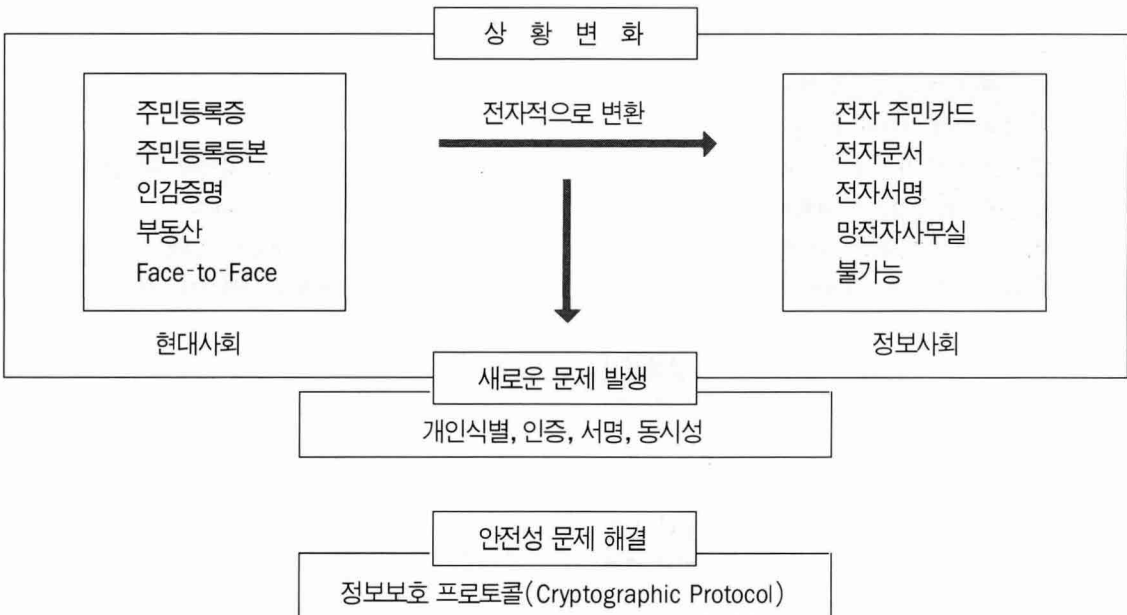 상 황 변 화
주민등록증
주민등록등본
인감증명
부동산
Face-to-Face
현대사회
전자적으로 변환
전자 주민카드
전자문서
전자서명
망전자사무실
불가능
정보사회
새로운 문제 발생
개인식별, 인증, 서명, 동시성
안전성 문제 해결
정보보호 프로토콜(Cryptographic Protocol)